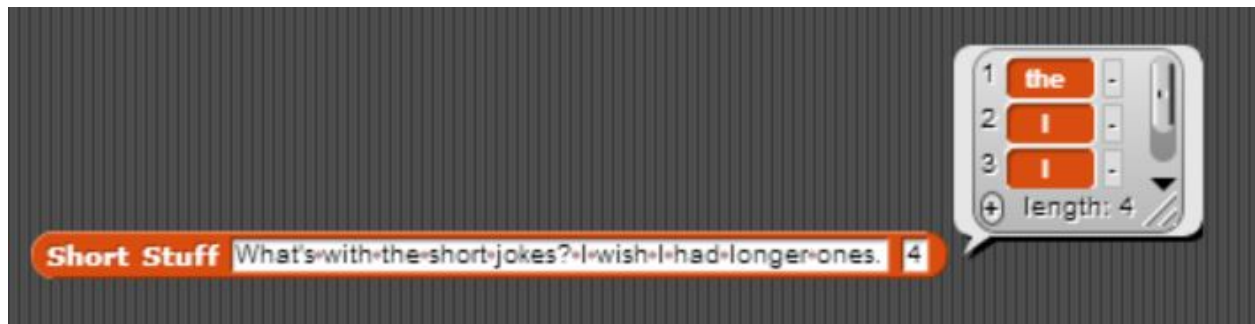 1 the -
2 I -
3 I -
+ length: 4
Short Stuff What's with the short jokes? I wish I had longer ones. 4